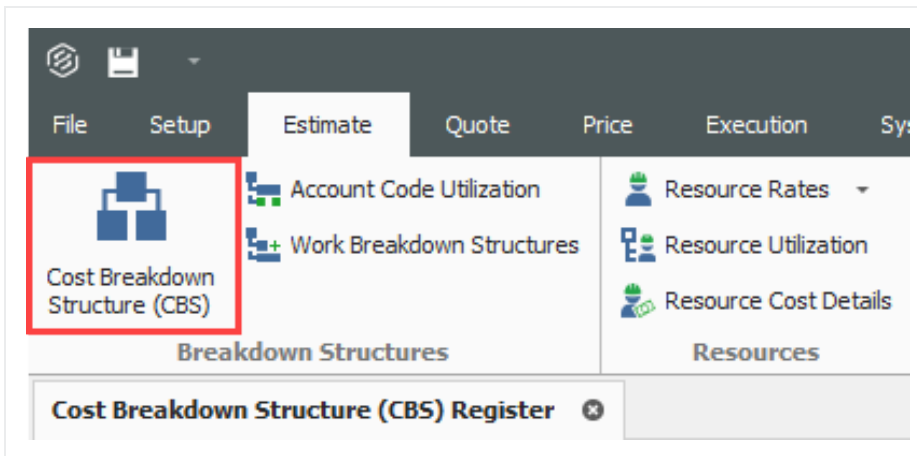 File Setup Estimate Quote Price Execution Sys
Account Code Utilization Resource Rates
Work Breakdown Structures Resource Utilization
Cost Breakdown
Structure (CBS) Resource Cost Details
Breakdown Structures Resources
Cost Breakdown Structure (CBS) Register